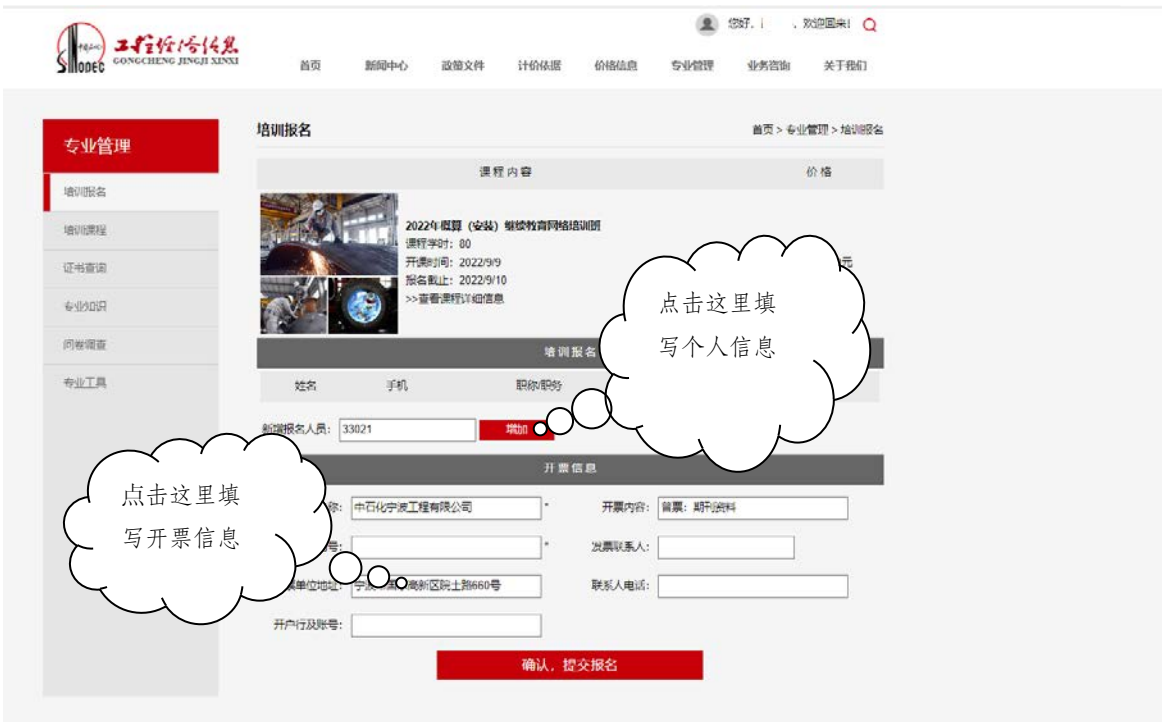 您好, i , 欢迎回来!
SINODEC
工程经济信息
GONGCHENG JINGJI XINXI
首页 新闻中心 政策文件 计价依据 价格信息 专业管理 业务咨询 关于我们
专业管理
培训报名
培训课程
证书查询
专业知识
问卷调查
专业工具
培训报名
首页 > 专业管理 > 培训报名
课程内容 价格
2022年概算（安装）继续教育网络培训班
课程学时：80
开课时间：2022/9/9
报名截止：2022/9/10
>>查看课程详细信息
元
点击这里填
写个人信息
培训报名
姓名 手机 职称/职务
新增报名人员： 33021 增加
开票信息
点击这里填
写开票信息
称： 中石化宁波工程有限公司 * 开票内容： 普票：期刊资料
号： * 发票联系人：
单位地址： 高新区院士路660号 联系人电话：
开户行及账号：
确认，提交报名